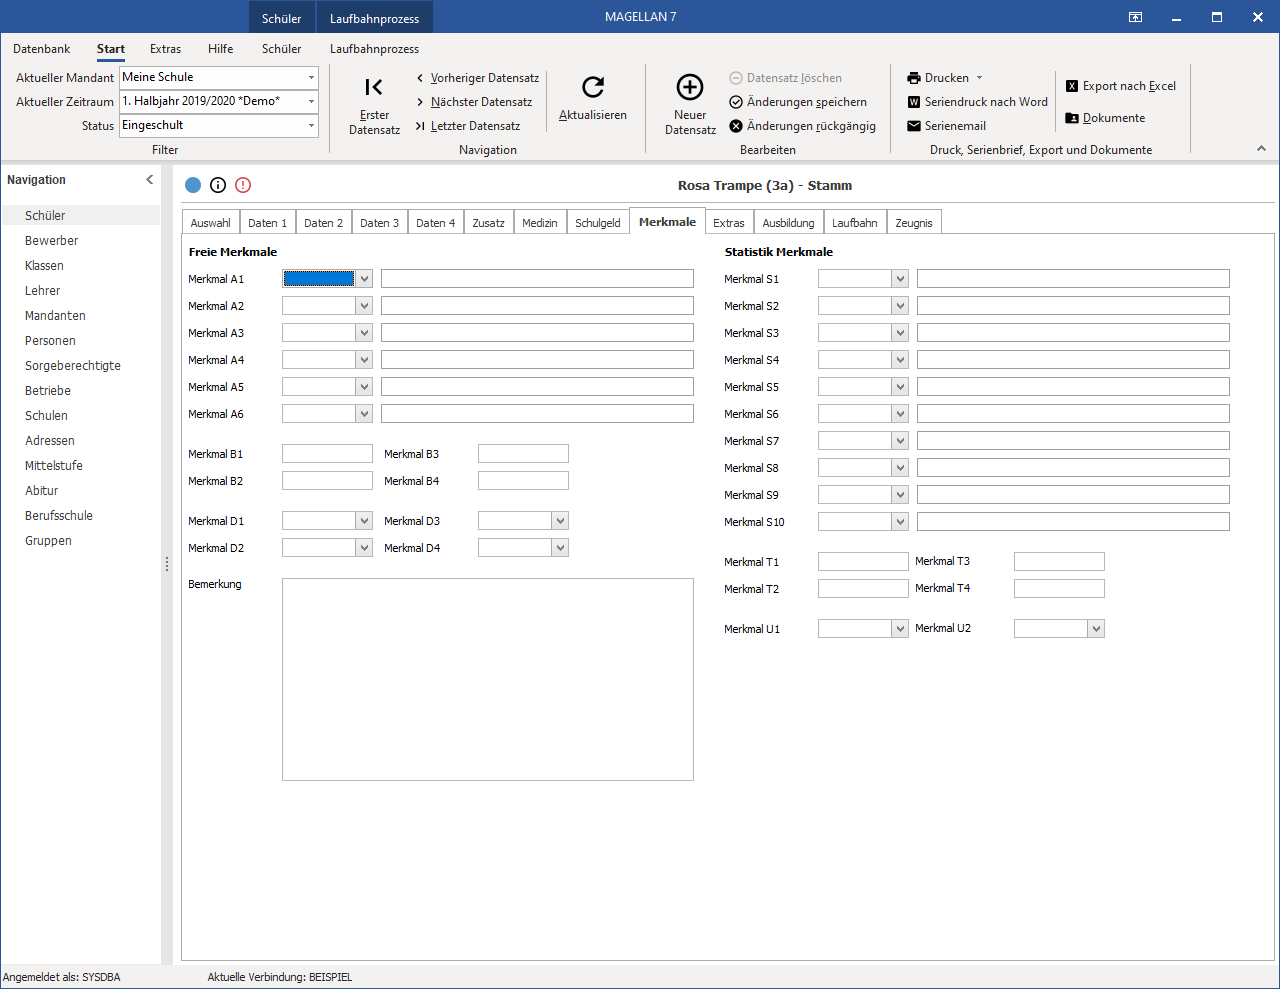 Schüler Laufbahnprozess MAGELLAN 7
Datenbank Start Extras Hilfe Schüler Laufbahnprozess
Aktueller Mandant Meine Schule
Aktueller Zeitraum 1. Halbjahr 2019/2020 *Demo*
Status Eingeschult
Filter
Erster Datensatz
Vorheriger Datensatz
Nächster Datensatz
Letzter Datensatz
Aktualisieren
Navigation
Neuer Datensatz
Datensatz löschen
Änderungen speichern
Änderungen rückgängig
Bearbeiten
Drucken
Seriendruck nach Word
Serienemail
Export nach Excel
Dokumente
Druck, Serienbrief, Export und Dokumente
Navigation
Schüler
Bewerber
Klassen
Lehrer
Mandanten
Personen
Sorgeberechtigte
Betriebe
Schulen
Adressen
Mittelstufe
Abitur
Berufsschule
Gruppen
Rosa Trampe (3a) - Stamm
Auswahl Daten 1 Daten 2 Daten 3 Daten 4 Zusatz Medizin Schulgeld Merkmale Extras Ausbildung Laufbahn Zeugnis
Freie Merkmale
Merkmal A1
Merkmal A2
Merkmal A3
Merkmal A4
Merkmal A5
Merkmal A6
Merkmal B1 Merkmal B3
Merkmal B2 Merkmal B4
Merkmal D1 Merkmal D3
Merkmal D2 Merkmal D4
Bemerkung
Statistik Merkmale
Merkmal S1
Merkmal S2
Merkmal S3
Merkmal S4
Merkmal S5
Merkmal S6
Merkmal S7
Merkmal S8
Merkmal S9
Merkmal S10
Merkmal T1 Merkmal T3
Merkmal T2 Merkmal T4
Merkmal U1 Merkmal U2
Angemeldet als: SYSDBA Aktuelle Verbindung: BEISPIEL